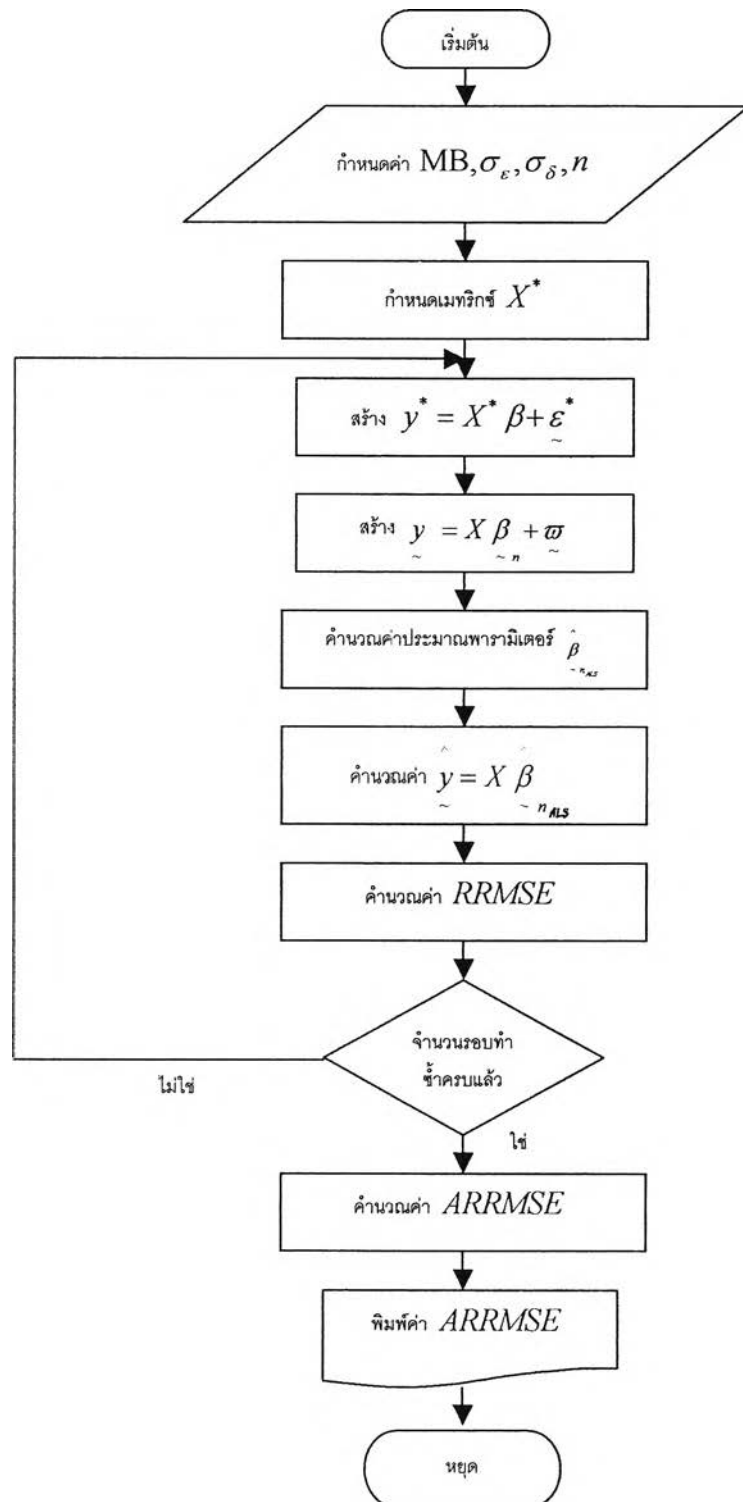 เริ่มต้น
กำหนดค่า MB, σ_ε, σ_δ, n
กำหนดเมทริกซ์ X*
สร้าง y* = X* β + ε*
สร้าง y = X β_n + ϖ
คำนวณค่าประมาณพารามิเตอร์ β̂_n_ALS
คำนวณค่า ŷ = X β̂_n_ALS
คำนวณค่า RRMSE
จำนวนรอบทำ
ซ้ำครบแล้ว
ไม่ใช่
ใช่
คำนวณค่า ARRMSE
พิมพ์ค่า ARRMSE
หยุด